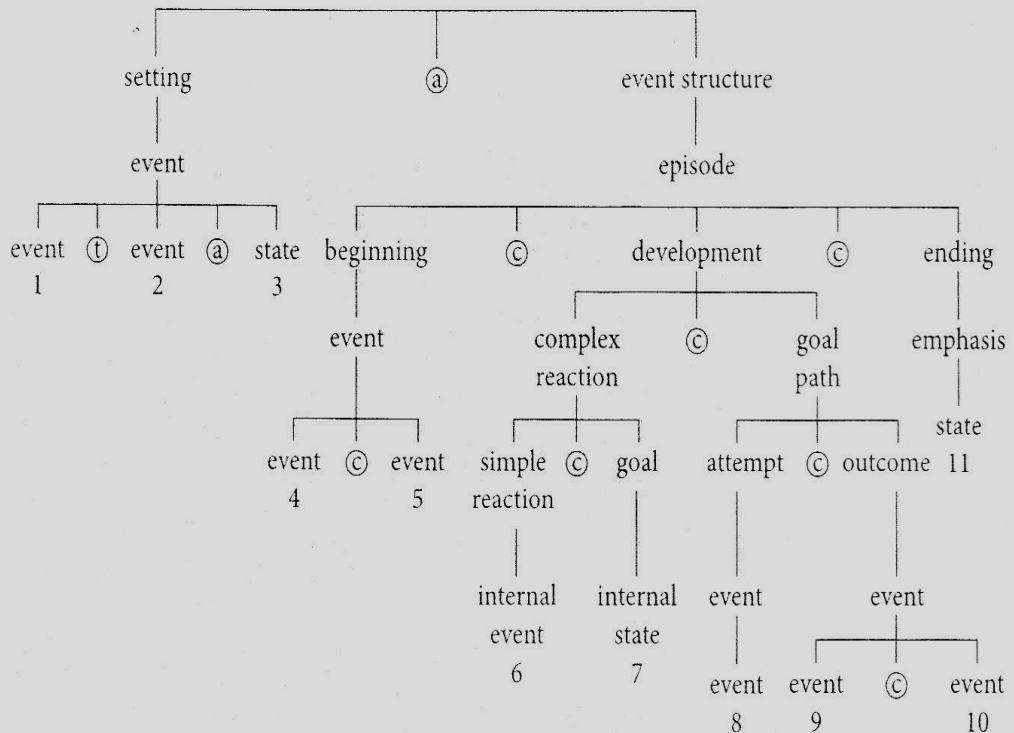 setting ⓐ event structure
event episode
event ⓣ event ⓐ state beginning ⓒ development ⓒ ending
1 2 3
event complex ⓒ goal emphasis
reaction path
state
event ⓒ event simple ⓒ goal attempt ⓒ outcome 11
4 5 reaction
internal internal event event
event state
6 7
event event ⓒ event
8 9 10